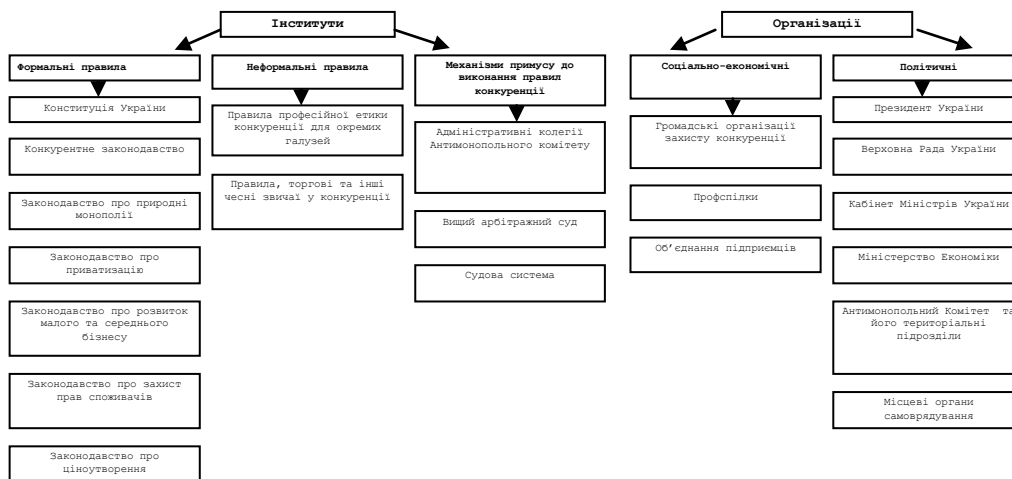 Інститути
Формальні правила
Конституція України
Конкурентне законодавство
Законодавство про природні
монополії
Законодавство про
приватизацію
Законодавство про розвиток
малого та середнього
бізнесу
Законодавство про захист
прав споживачів
Законодавство про
ціноутворення
Неформальні правила
Правила професійної етики
конкуренції для окремих
галузей
Правила, торгові та інші
чесні звичаї у конкуренції
Механізми примусу до
виконання правил
конкуренції
Адміністративні колегії
Антимонопольного комітету
Вищий арбітражний суд
Судова система
Організації
Соціально-економічні
Громадські організації
захисту конкуренції
Профспілки
Об’єднання підприємців
Політичні
Президент України
Верховна Рада України
Кабінет Міністрів України
Міністерство Економіки
Антимонопольний Комітет та
його територіальні
підрозділи
Місцеві органи
самоврядування